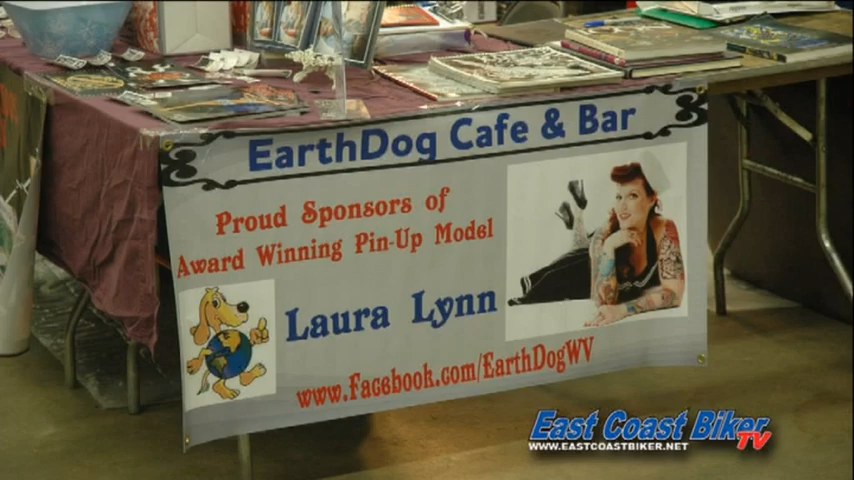 EarthDog Cafe & Bar
Proud Sponsors of
Award Winning Pin-Up Model
Laura Lynn
www.Facebook.com/EarthDogWV
East Coast Biker
TV
WWW.EASTCOASTBIKER.NET